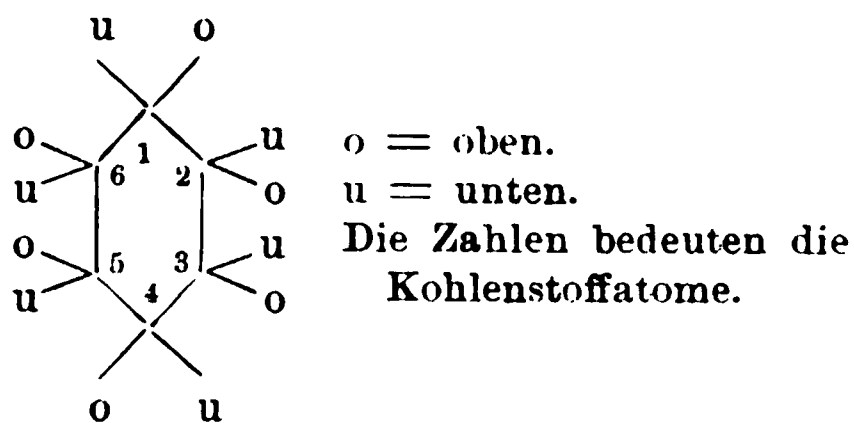 u o
o u o = oben.
6 1 2
u o u = unten.
o u Die Zahlen bedeuten die
5 3
u 4 o Kohlenstoffatome.
o u